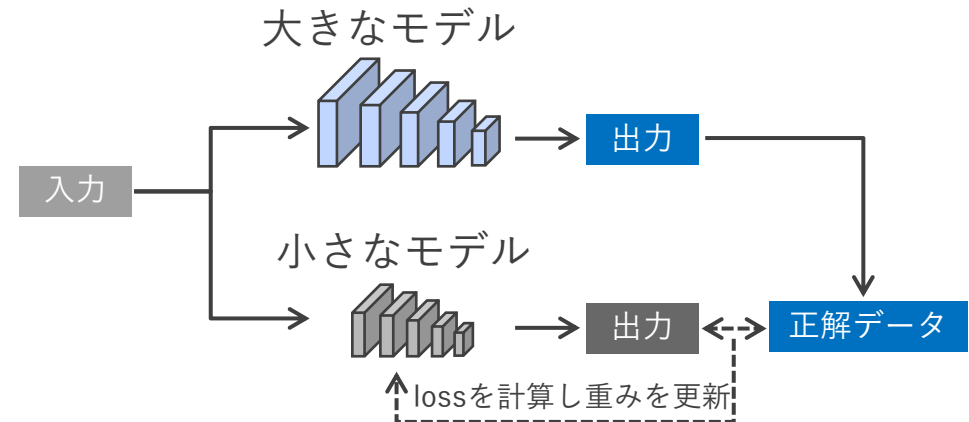 大きなモデル
出力
入力
小さなモデル
出力
正解データ
lossを計算し重みを更新